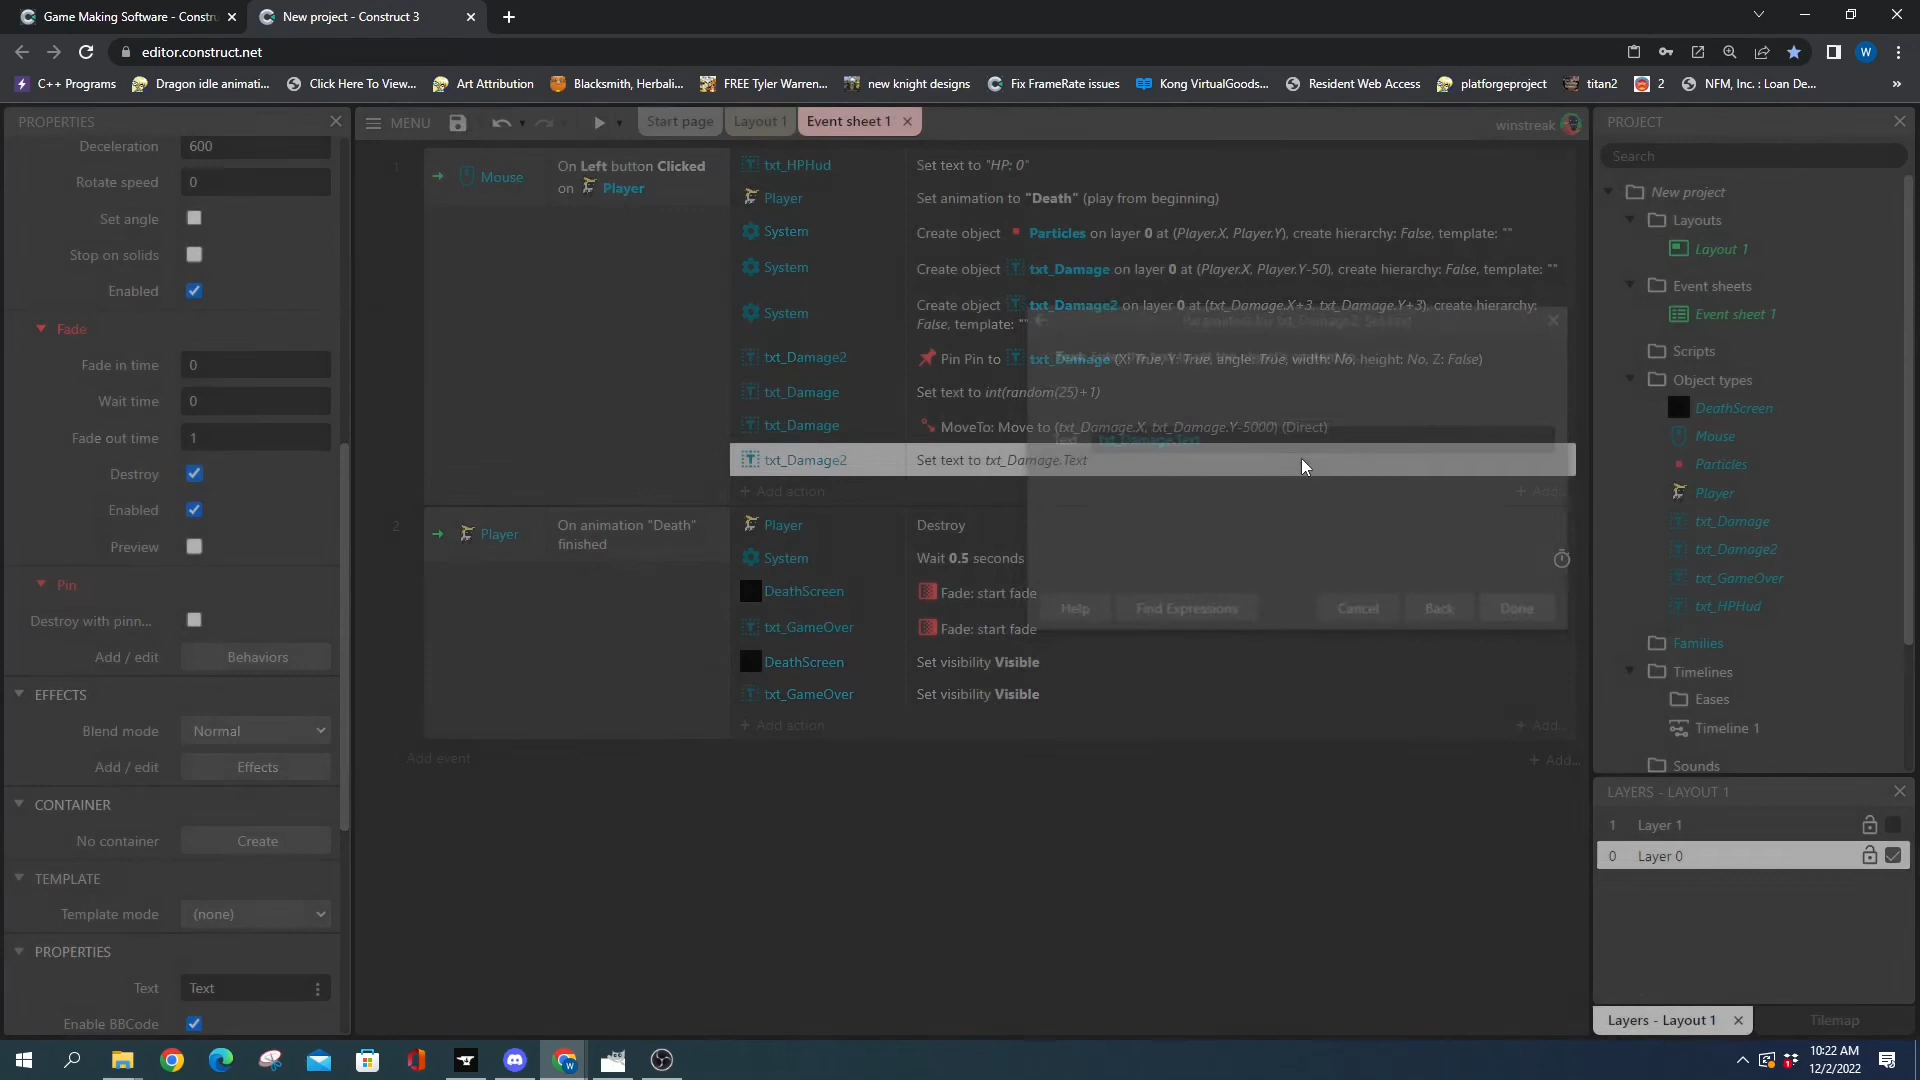 Game Making Software - Constru
New project - Construct 3
editor.construct.net
W
C++ Programs
Dragon idle animati...
Click Here To View...
Art Attribution
Blacksmith, Herbali...
FREE Tyler Warren...
new knight designs
Fix FrameRate issues
Kong VirtualGoods...
Resident Web Access
platforgeproject
titan2
2
NFM, Inc. : Loan De...
»
PROPERTIES
Deceleration 600
Rotate speed 0
Set angle
Stop on solids
Enabled
Fade
Fade in time 0
Wait time 0
Fade out time 1
Destroy
Enabled
Preview
Pin
Destroy with pinn...
Add / edit Behaviors
EFFECTS
Blend mode Normal
Add / edit Effects
CONTAINER
No container Create
TEMPLATE
Template mode (none)
PROPERTIES
Text Text
Enable BBCode
MENU
Start page
Layout 1
Event sheet 1
winstreak
1
Mouse
On Left button Clicked
on Player
txt_HPHud Set text to "HP: 0"
Player Set animation to "Death" (play from beginning)
System Create object Particles on layer 0 at (Player.X, Player.Y), create hierarchy: False, template: ""
System Create object txt_Damage on layer 0 at (Player.X, Player.Y-50), create hierarchy: False, template: ""
System Create object txt_Damage2 on layer 0 at (txt_Damage.X+3, txt_Damage.Y+3), create hierarchy:
False, template: ""
txt_Damage2 Pin Pin to txt_Damage (X: True, Y: True, angle: True, width: No, height: No, Z: False)
txt_Damage Set text to int(random(25)+1)
txt_Damage MoveTo: Move to (txt_Damage.X, txt_Damage.Y-5000) (Direct)
txt_Damage2 Set text to txt_Damage.Text
+ Add action
+ Add...
Parameters for txt_Damage2: Set text
Text txt_Damage.Text
Help
Find Expressions
Cancel
Back
Done
2
Player
On animation "Death"
finished
Player Destroy
System Wait 0.5 seconds
DeathScreen Fade: start fade
txt_GameOver Fade: start fade
DeathScreen Set visibility Visible
txt_GameOver Set visibility Visible
+ Add action
+ Add...
Add event
+ Add...
PROJECT
Search
New project
Layouts
Layout 1
Event sheets
Event sheet 1
Scripts
Object types
DeathScreen
Mouse
Particles
Player
txt_Damage
txt_Damage2
txt_GameOver
txt_HPHud
Families
Timelines
Eases
Timeline 1
Sounds
LAYERS - LAYOUT 1
1 Layer 1
0 Layer 0
Layers - Layout 1
Tilemap
10:22 AM
12/2/2022